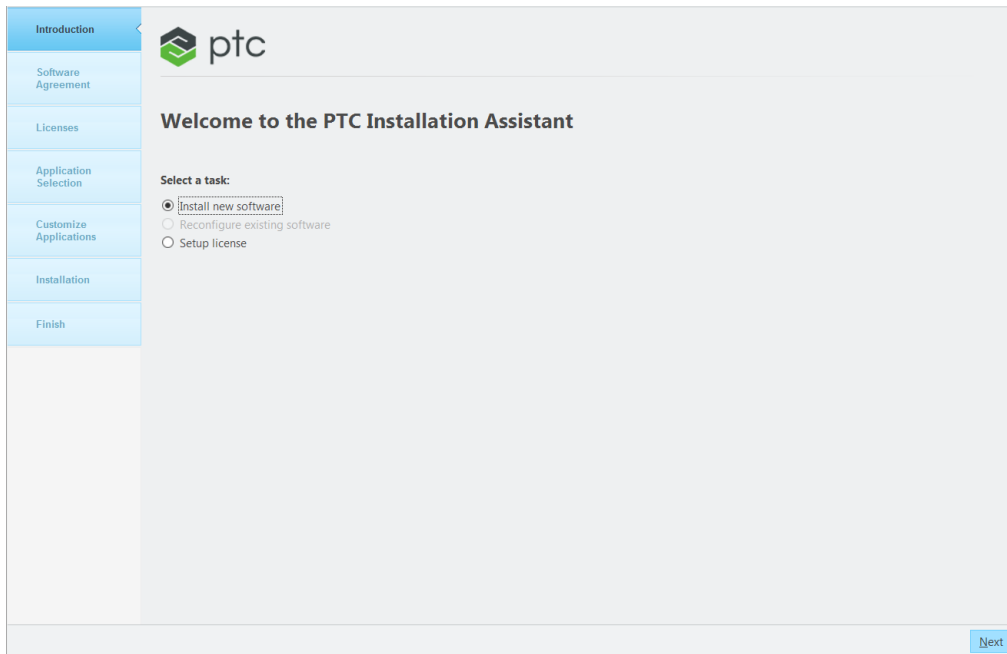 Introduction
Software
Agreement
Licenses
Application
Selection
Customize
Applications
Installation
Finish
ptc
Welcome to the PTC Installation Assistant
Select a task:
Install new software
Reconfigure existing software
Setup license
Next